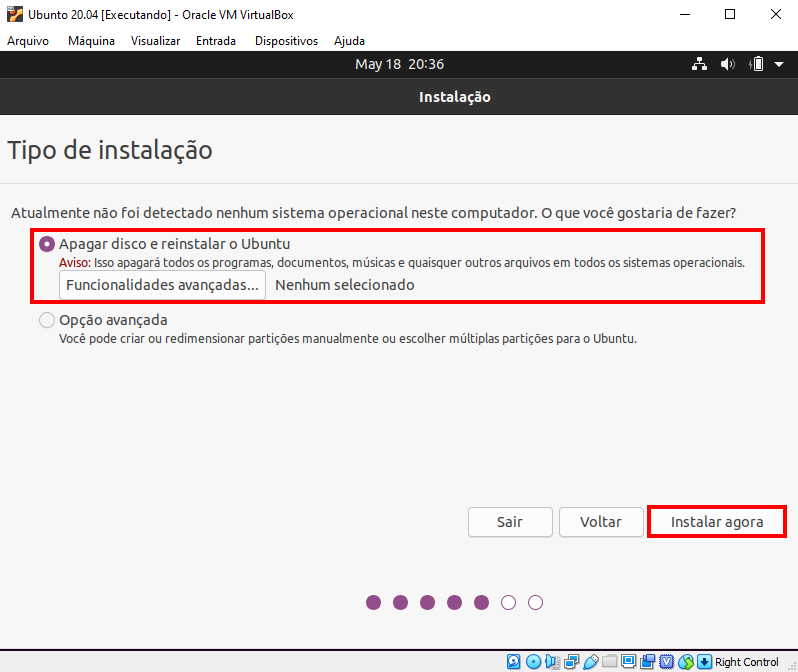 Ubunto 20.04 [Executando] - Oracle VM VirtualBox
Arquivo Máquina Visualizar Entrada Dispositivos Ajuda
May 18 20:36
Instalação
Tipo de instalação
Atualmente não foi detectado nenhum sistema operacional neste computador. O que você gostaria de fazer?
Apagar disco e reinstalar o Ubuntu
Aviso: Isso apagará todos os programas, documentos, músicas e quaisquer outros arquivos em todos os sistemas operacionais.
Funcionalidades avançadas... Nenhum selecionado
Opção avançada
Você pode criar ou redimensionar partições manualmente ou escolher múltiplas partições para o Ubuntu.
Sair Voltar Instalar agora
Right Control